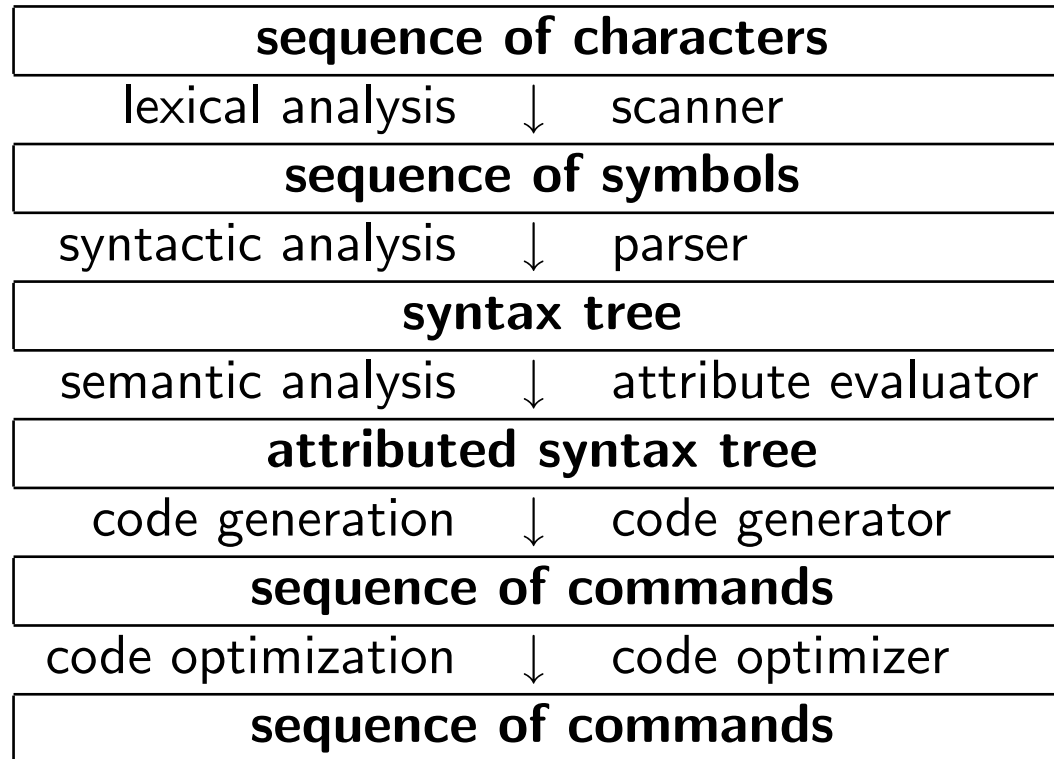 sequence of characters
lexical analysis ↓ scanner
sequence of symbols
syntactic analysis ↓ parser
syntax tree
semantic analysis ↓ attribute evaluator
attributed syntax tree
code generation ↓ code generator
sequence of commands
code optimization ↓ code optimizer
sequence of commands